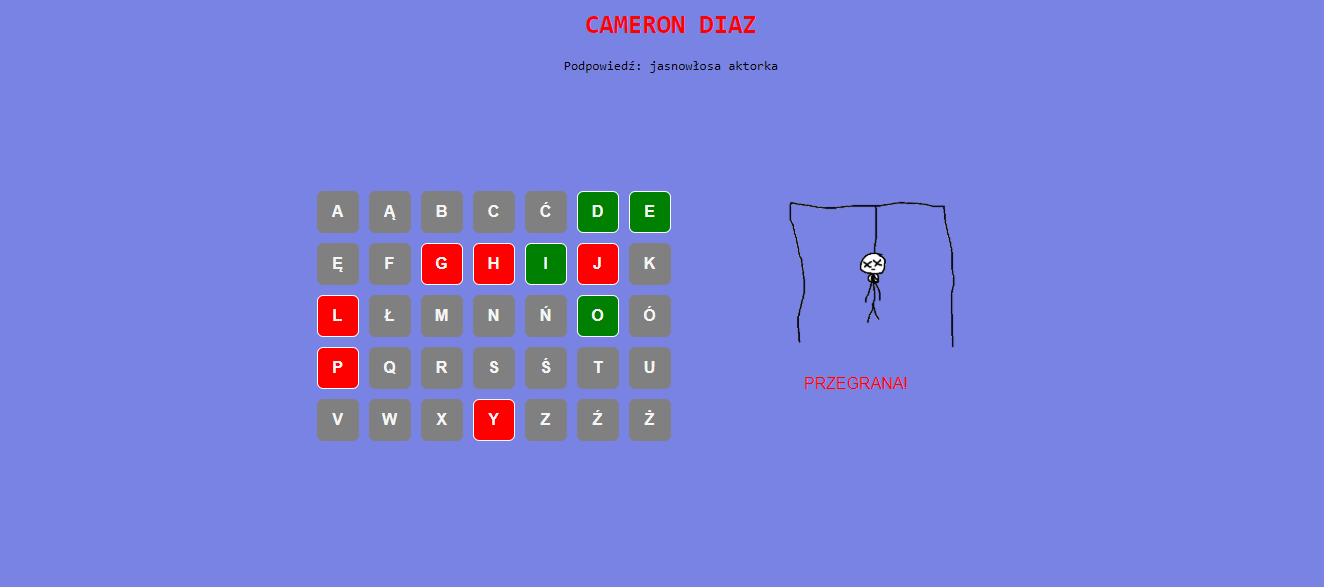 CAMERON DIAZ
Podpowiedź: jasnowłosa aktorka
A Ą B C Ć D E
Ę F G H I J K
L Ł M N Ń O Ó
P Q R S Ś T U
V W X Y Z Ź Ż
PRZEGRANA!